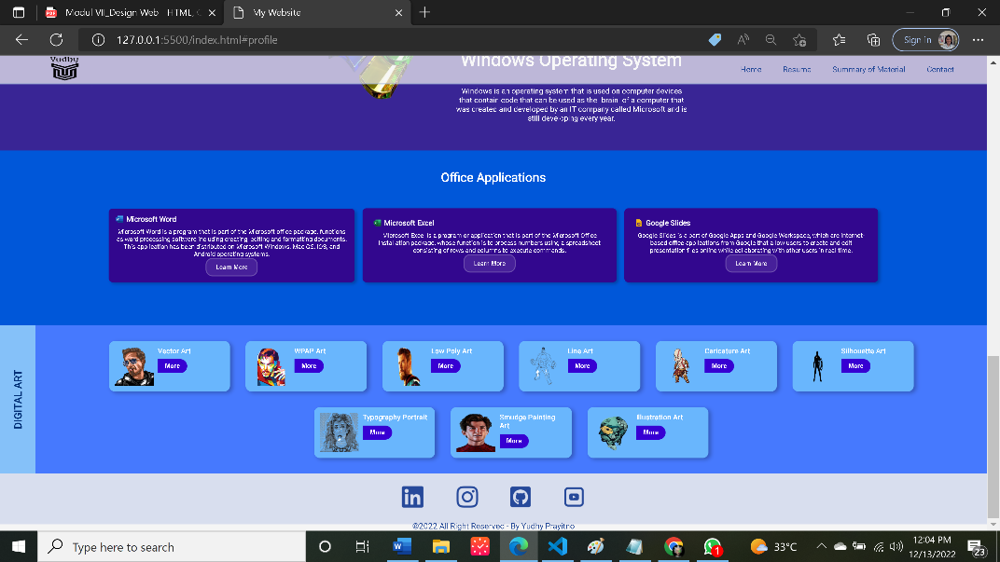 Modul VII_Design Web - HTML, C
My Website
127.0.0.1:5500/index.html#profile
Sign in
Yudhy
Windows Operating System
Home
Resume
Summary of Material
Contact
Windows is an operating system that is used on computer devices
that contain code that can be used as the brain of a computer that
was created and developed by an IT company called Microsoft and is
still developing every year.
Office Applications
Microsoft Word
Microsoft Word is a program that is part of the Microsoft office package, functions
as word processing software including creating, editing and formatting documents.
This application has been distributed on Microsoft Windows, Mac OS, iOS, and
Android operating systems.
Learn More
Microsoft Excel
Microsoft Excel is a program or application that is part of the Microsoft Office
installation package, whose function is to process numbers using a spreadsheet
consisting of rows and columns to execute commands.
Learn More
Google Slides
Google Slides is a part of Google Apps and Google Workspace, which are Internet-
based office applications from Google that allow users to create and edit
presentation files online while collaborating with other users in real time.
Learn More
DIGITAL ART
Vector Art
More
WPAP Art
More
Low Poly Art
More
Line Art
More
Caricature Art
More
Silhouette Art
More
Typography Portrait
More
Smudge Painting
Art
More
Illustration Art
More
©2022 All Right Reserved - By Yudhy Prayitno
Type here to search
1
33°C
12:04 PM
12/13/2022
23